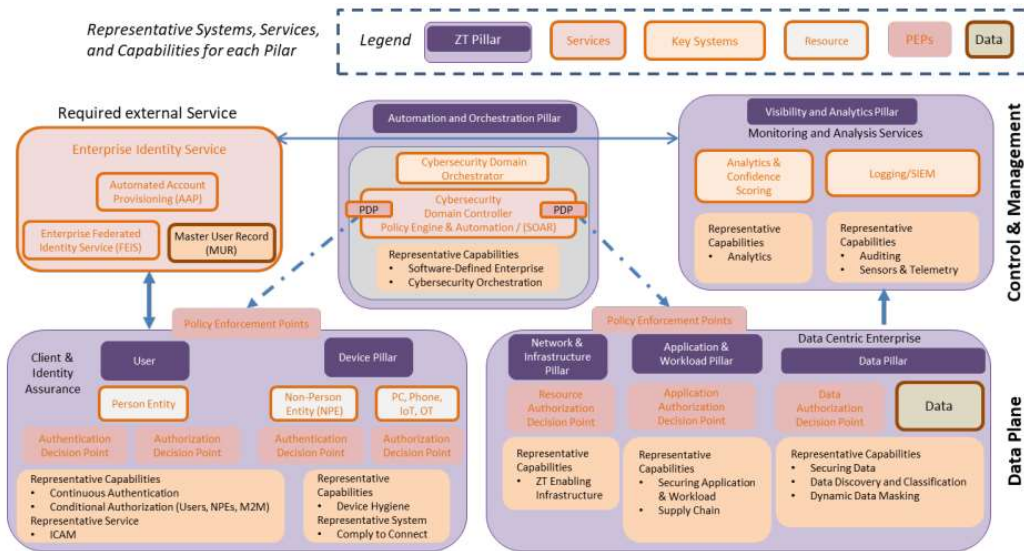 Representative Systems, Services,
and Capabilities for each Pilar
Legend
ZT Pillar
Services
Key Systems
Resource
PEPs
Data
Required external Service
Enterprise Identity Service
Automated Account
Provisioning (AAP)
Enterprise Federated
Identity Service (FEIS)
Master User Record
(MUR)
Automation and Orchestration Pillar
Cybersecurity Domain
Orchestrator
PDP
Cybersecurity
Domain Controller
Policy Engine & Automation / (SOAR)
PDP
Representative Capabilities
• Software-Defined Enterprise
• Cybersecurity Orchestration
Visibility and Analytics Pillar
Monitoring and Analysis Services
Analytics &
Confidence
Scoring
Logging/SIEM
Representative
Capabilities
• Analytics
Representative
Capabilities
• Auditing
• Sensors & Telemetry
Control & Management
Policy Enforcement Points
Client &
Identity
Assurance
User
Device Pillar
Person Entity
Non-Person
Entity (NPE)
PC, Phone,
IoT, OT
Authentication
Decision Point
Authorization
Decision Point
Authentication
Decision Point
Authorization
Decision Point
Representative Capabilities
• Continuous Authentication
• Conditional Authorization (Users, NPEs, M2M)
Representative Service
• ICAM
Representative
Capabilities
• Device Hygiene
Representative System
• Comply to Connect
Policy Enforcement Points
Network &
Infrastructure
Pillar
Application &
Workload Pillar
Data Centric Enterprise
Data Pillar
Resource
Authorization
Decision Point
Application
Authorization
Decision Point
Data
Authorization
Decision Point
Data
Representative
Capabilities
• ZT Enabling
Infrastructure
Representative
Capabilities
• Securing Application
& Workload
• Supply Chain
Representative Capabilities
• Securing Data
• Data Discovery and Classification
• Dynamic Data Masking
Data Plane